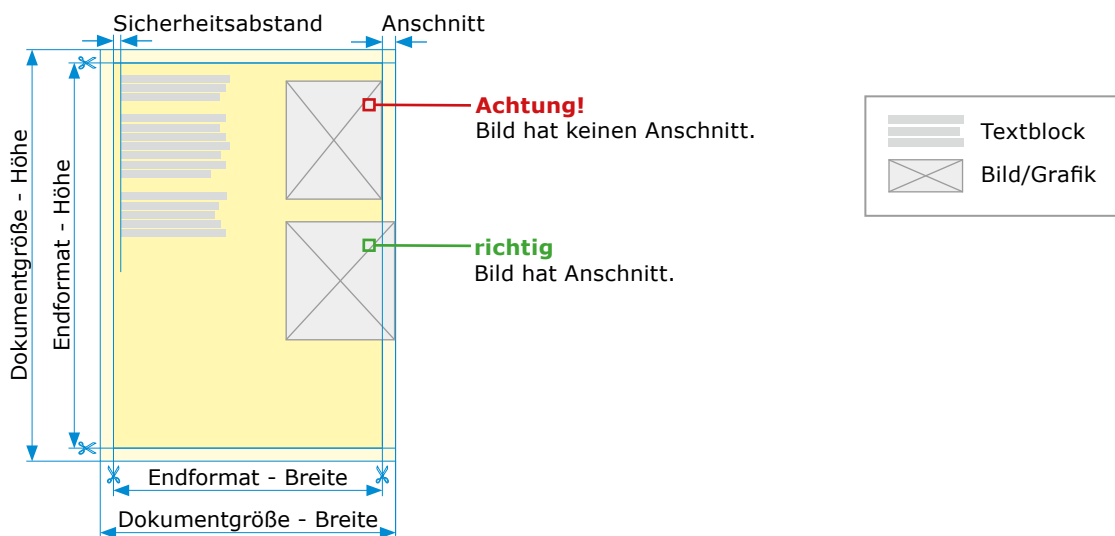 Sicherheitsabstand
Anschnitt
Dokumentgröße - Höhe
Endformat - Höhe
Achtung!
Bild hat keinen Anschnitt.
richtig
Bild hat Anschnitt.
Textblock
Bild/Grafik
Endformat - Breite
Dokumentgröße - Breite